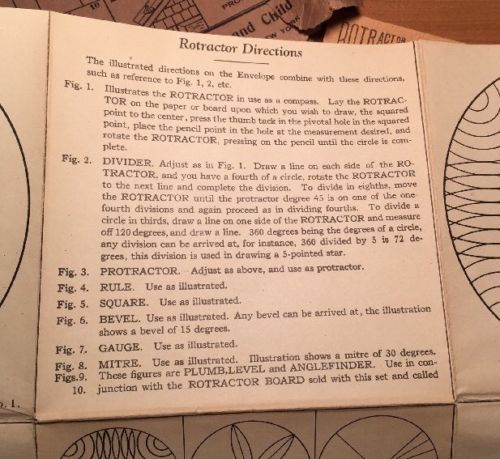 PRO
und Child
NEW YORK
ROTRACTOR
Rotractor Directions
The illustrated directions on the Envelope combine with these directions,
such as reference to Fig. 1, 2, etc.
Fig. 1. Illustrates the ROTRACTOR in use as a compass. Lay the ROTRAC-
TOR on the paper or board upon which you wish to draw, the squared
point to the center, press the thumb tack in the pivotal hole in the squared
point, place the pencil point in the hole at the measurement desired, and
rotate the ROTRACTOR, pressing on the pencil until the circle is com-
plete.
Fig. 2. DIVIDER. Adjust as in Fig. 1. Draw a line on each side of the RO-
TRACTOR, and you have a fourth of a circle, rotate the ROTRACTOR
to the next line and complete the division. To divide in eighths, move
the ROTRACTOR until the protractor degree 45 is on one of the one-
fourth divisions and again proceed as in dividing fourths. To divide a
circle in thirds, draw a line on one side of the ROTRACTOR and measure
off 120 degrees, and draw line. 360 degrees being the degrees of a circle,
any division can be arrived at, for instance, 360 divided by 5 is 72 de-
grees, this division is used in drawing a 5-pointed star.
Fig. 3. PROTRACTOR. Adjust as above, and use as protractor.
Fig. 4. RULE. Use as illustrated.
Fig. 5. SQUARE. Use as illustrated.
Fig. 6. BEVEL. Use as illustrated. Any bevel can be arrived at, the illustration
shows a bevel of 15 degrees.
Fig. 7. GAUGE. Use as illustrated.
Fig. 8. MITRE. Use as illustrated. Illustration shows a mitre of 30 degrees.
Figs.9. These figures are PLUMB,LEVEL and ANGLEFINDER. Use in con-
10. junction with the ROTRACTOR BOARD sold with this set and called
1.